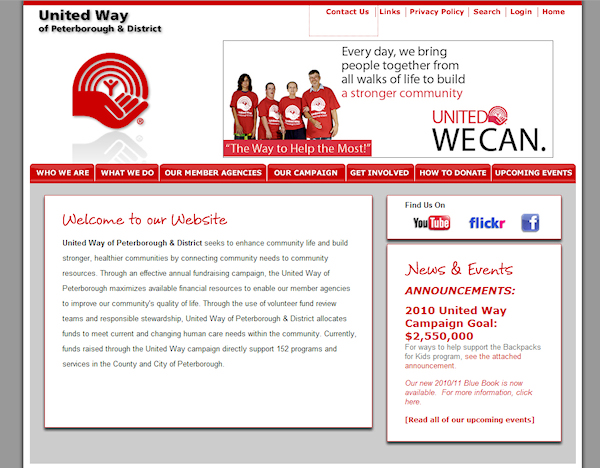 United Way
of Peterborough & District
Contact Us | Links | Privacy Policy | Search | Login | Home
®
Every day, we bring
people together from
all walks of life to build
a stronger community
"The Way to Help the Most!"
UNITED
WE CAN.
WHO WE ARE
WHAT WE DO
OUR MEMBER AGENCIES
OUR CAMPAIGN
GET INVOLVED
HOW TO DONATE
UPCOMING EVENTS
Welcome to our Website
United Way of Peterborough & District seeks to enhance community life and build
stronger, healthier communities by connecting community needs to community
resources. Through an effective annual fundraising campaign, the United Way of
Peterborough maximizes available financial resources to enable our member agencies
to improve our community's quality of life. Through the use of volunteer fund review
teams and responsible stewardship, United Way of Peterborough & District allocates
funds to meet current and changing human care needs within the community. Currently,
funds raised through the United Way campaign directly support 152 programs and
services in the County and City of Peterborough.
Find Us On
YouTube
flickr
f
News & Events
ANNOUNCEMENTS:
2010 United Way
Campaign Goal:
$2,550,000
For ways to help support the Backpacks
for Kids program, see the attached
announcement.
Our new 2010/11 Blue Book is now
available. For more information, click
here.
[Read all of our upcoming events]